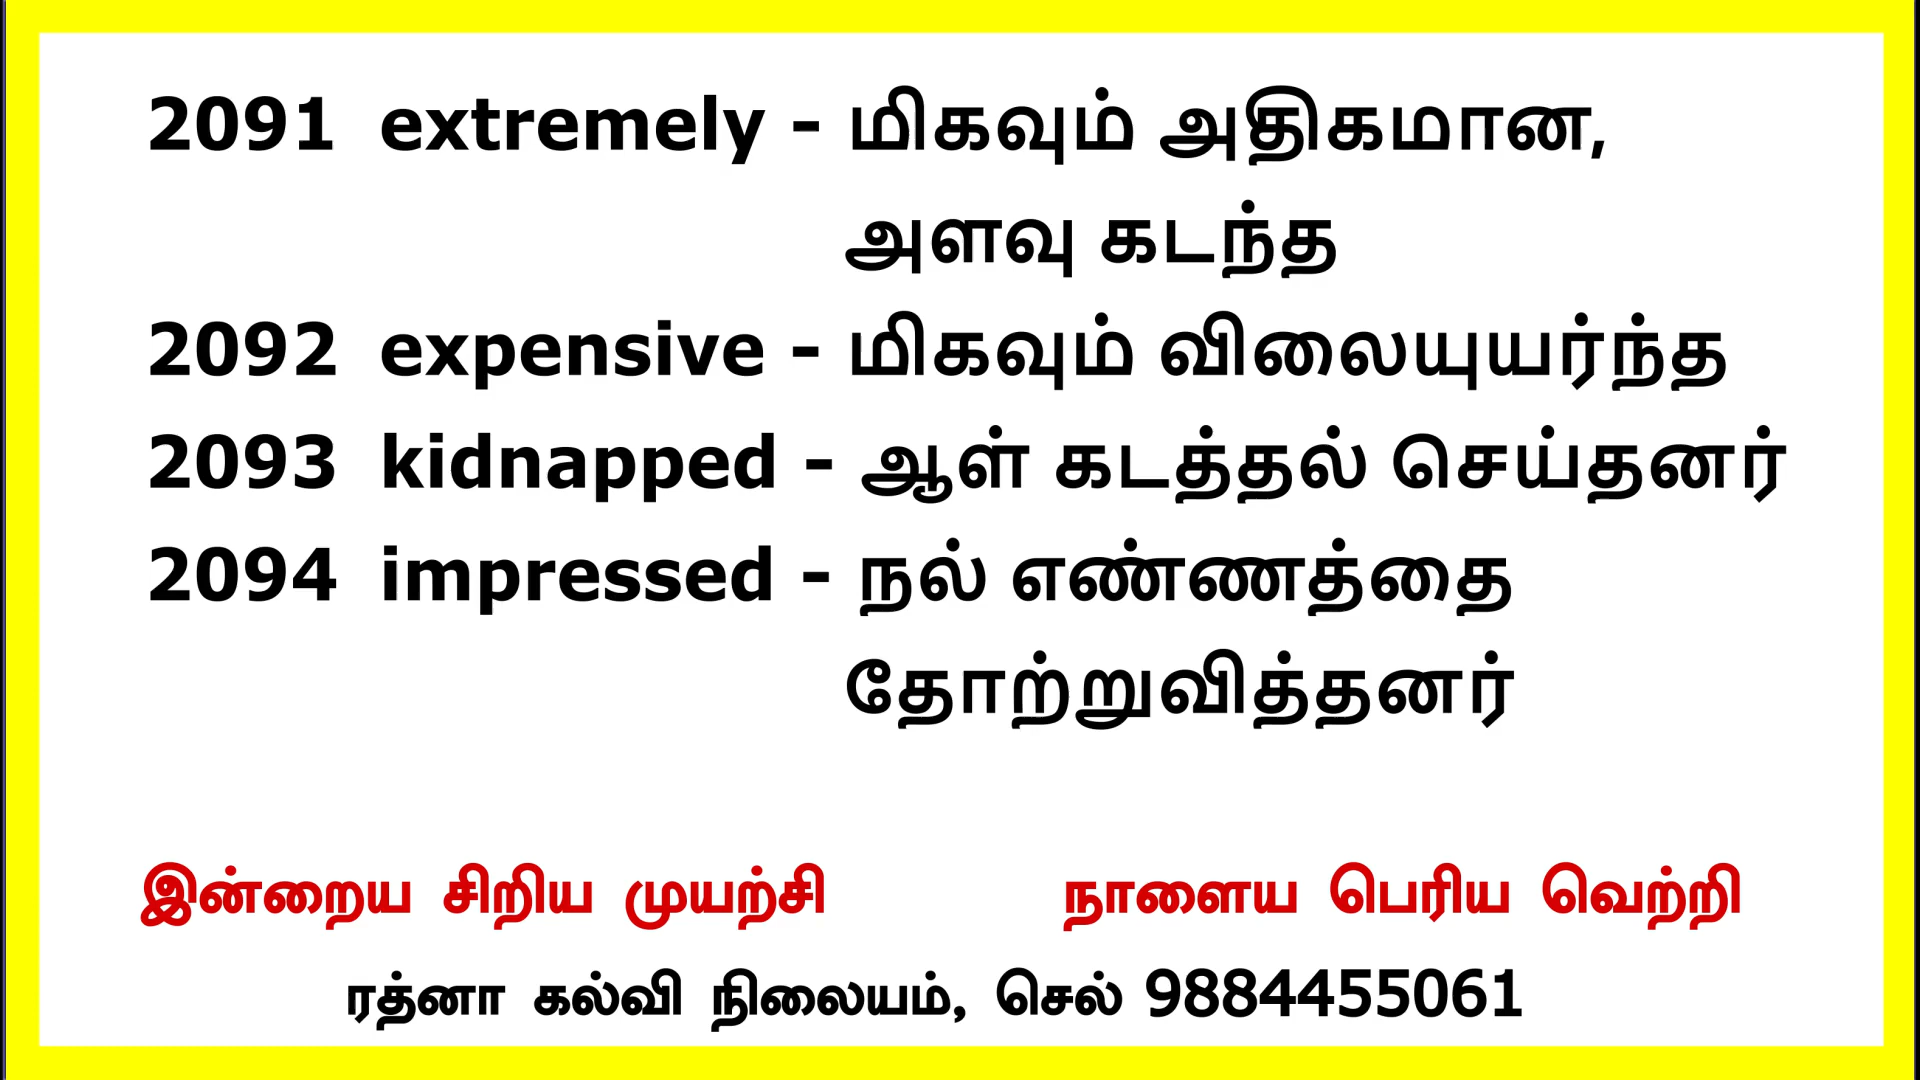 2091 extremely - மிகவும் அதிகமான,
அளவு கடந்த
2092 expensive - மிகவும் விலையுயர்ந்த
2093 kidnapped - ஆள் கடத்தல் செய்தனர்
2094 impressed - நல் எண்ணத்தை
தோற்றுவித்தனர்
இன்றைய சிறிய முயற்சி நாளைய பெரிய வெற்றி
ரத்னா கல்வி நிலையம், செல் 9884455061